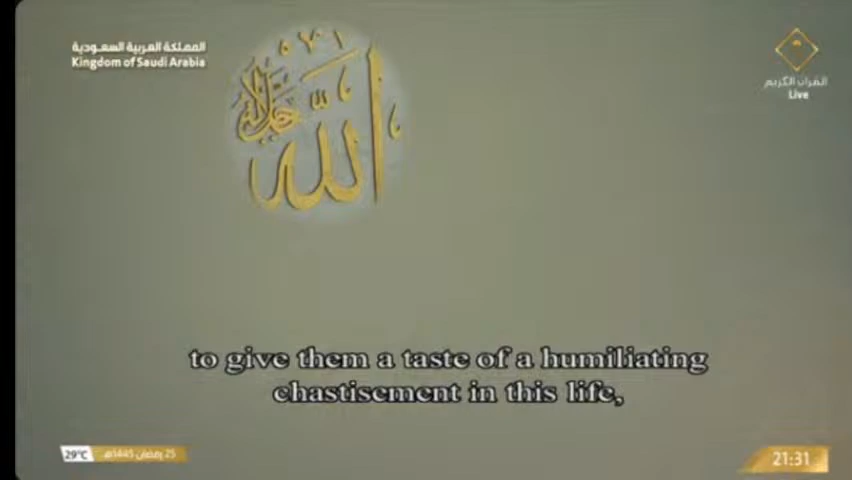 المملكة العربية السعودية
Kingdom of Saudi Arabia
القرآن الكريم
Live
الله
جل جلاله
to give them a taste of a humiliating
chastisement in this life,
29°C
25 رمضان 1445هـ
21:31